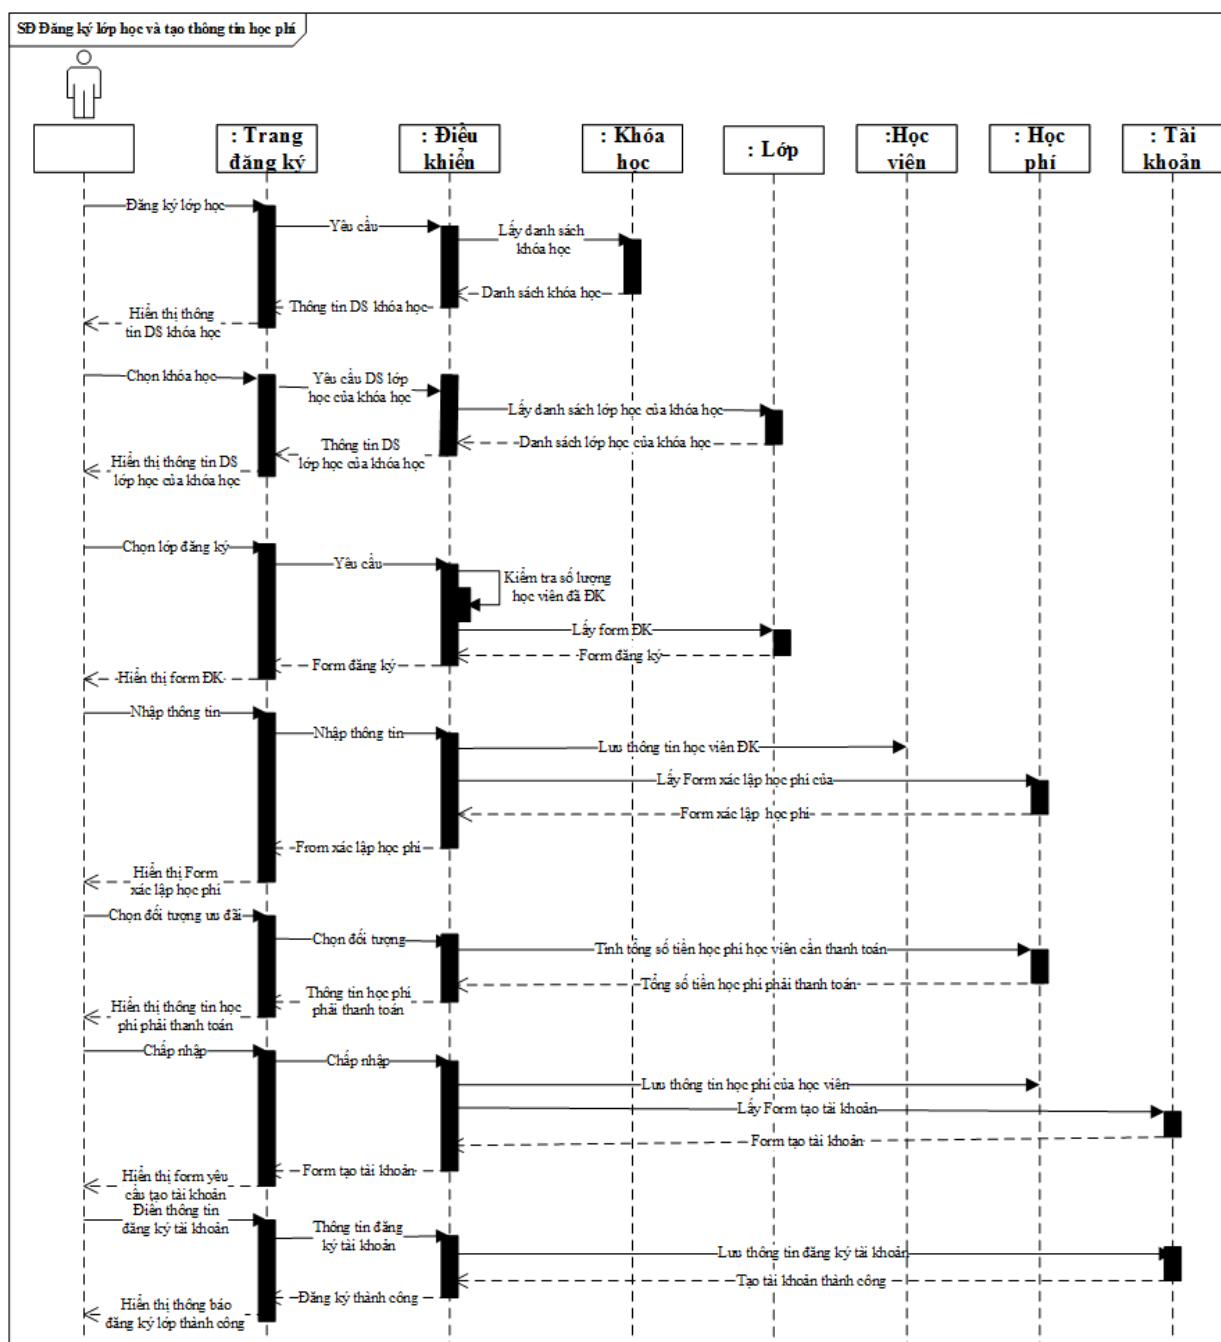 SĐ Đăng ký lớp học và tạo thông tin học phí
: Trang
đăng ký
: Điều
khiển
: Khóa
học
: Lớp
:Học
viên
: Học
phí
: Tài
khoản
Đăng ký lớp học
Yêu cầu
Lấy danh sách
khóa học
Danh sách khóa học
Thông tin DS khóa học
Hiển thị thông
tin DS khóa học
Chọn khóa học
Yêu cầu DS lớp
học của khóa học
Lấy danh sách lớp học của khóa học
Danh sách lớp học của khóa học
Thông tin DS
lớp học của khóa học
Hiển thị thông tin DS
lớp học của khóa học
Chọn lớp đăng ký
Yêu cầu
Kiểm tra số lượng
học viên đã ĐK
Lấy form ĐK
Form đăng ký
Form đăng ký
Hiển thị form ĐK
Nhập thông tin
Nhập thông tin
Lưu thông tin học viên ĐK
Lấy Form xác lập học phí của
Form xác lập học phí
From xác lập học phí
Hiển thị Form
xác lập học phí
Chọn đối tượng ưu đãi
Chọn đối tượng
Tính tổng số tiền học phí học viên cần thanh toán
Tổng số tiền học phí phải thanh toán
Thông tin học phí
phải thanh toán
Hiển thị thông tin học
phí phải thanh toán
Chấp nhập
Chấp nhập
Lưu thông tin học phí của học viên
Lấy Form tạo tài khoản
Form tạo tài khoản
Form tạo tài khoản
Hiển thị form yêu
cầu tạo tài khoản
Điền thông tin
đăng ký tài khoản
Thông tin đăng
ký tài khoản
Lưu thông tin đăng ký tài khoản
Tạo tài khoản thành công
Đăng ký thành công
Hiển thị thông báo
đăng ký lớp thành công